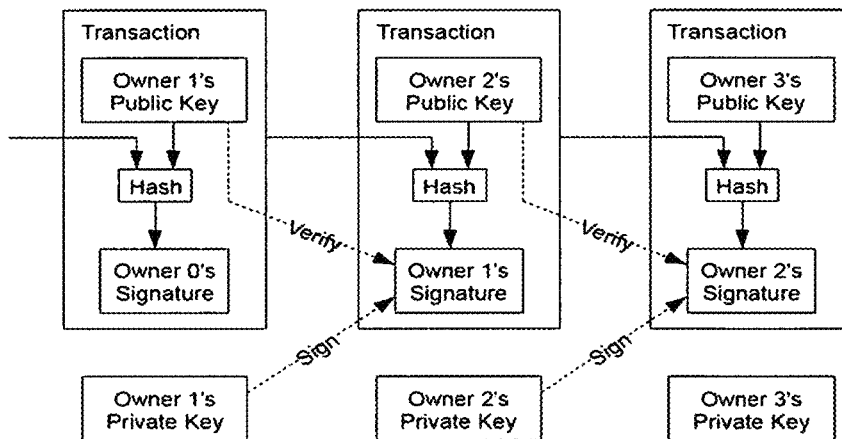 Transaction
Transaction
Transaction
Owner 1's
Public Key
Owner 2's
Public Key
Owner 3's
Public Key
Hash
Hash
Hash
Verify
Verify
Owner 0's
Signature
Owner 1's
Signature
Owner 2's
Signature
Sign
Sign
Owner 1's
Private Key
Owner 2's
Private Key
Owner 3's
Private Key